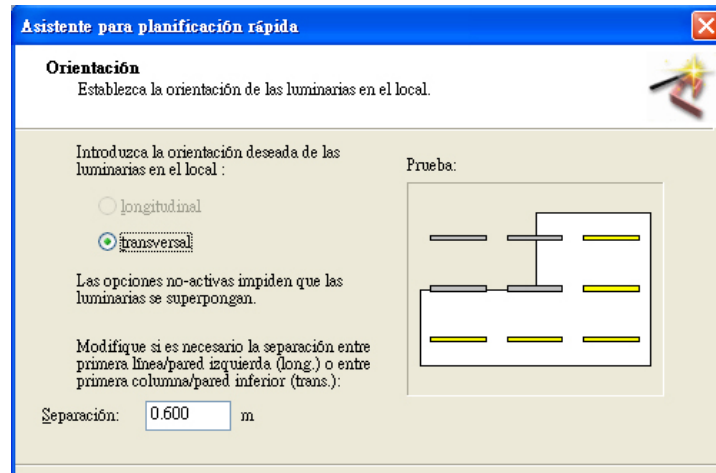 Asistente para planificación rápida
Orientación
Establezca la orientación de las luminarias en el local.
Introduzca la orientación deseada de las
luminarias en el local :
Prueba:
longitudinal
transversal
Las opciones no-activas impiden que las
luminarias se superpongan.
Modifique si es necesario la separación entre
primera línea/pared izquierda (long.) o entre
primera columna/pared inferior (trans.):
Separación: 0.600 m